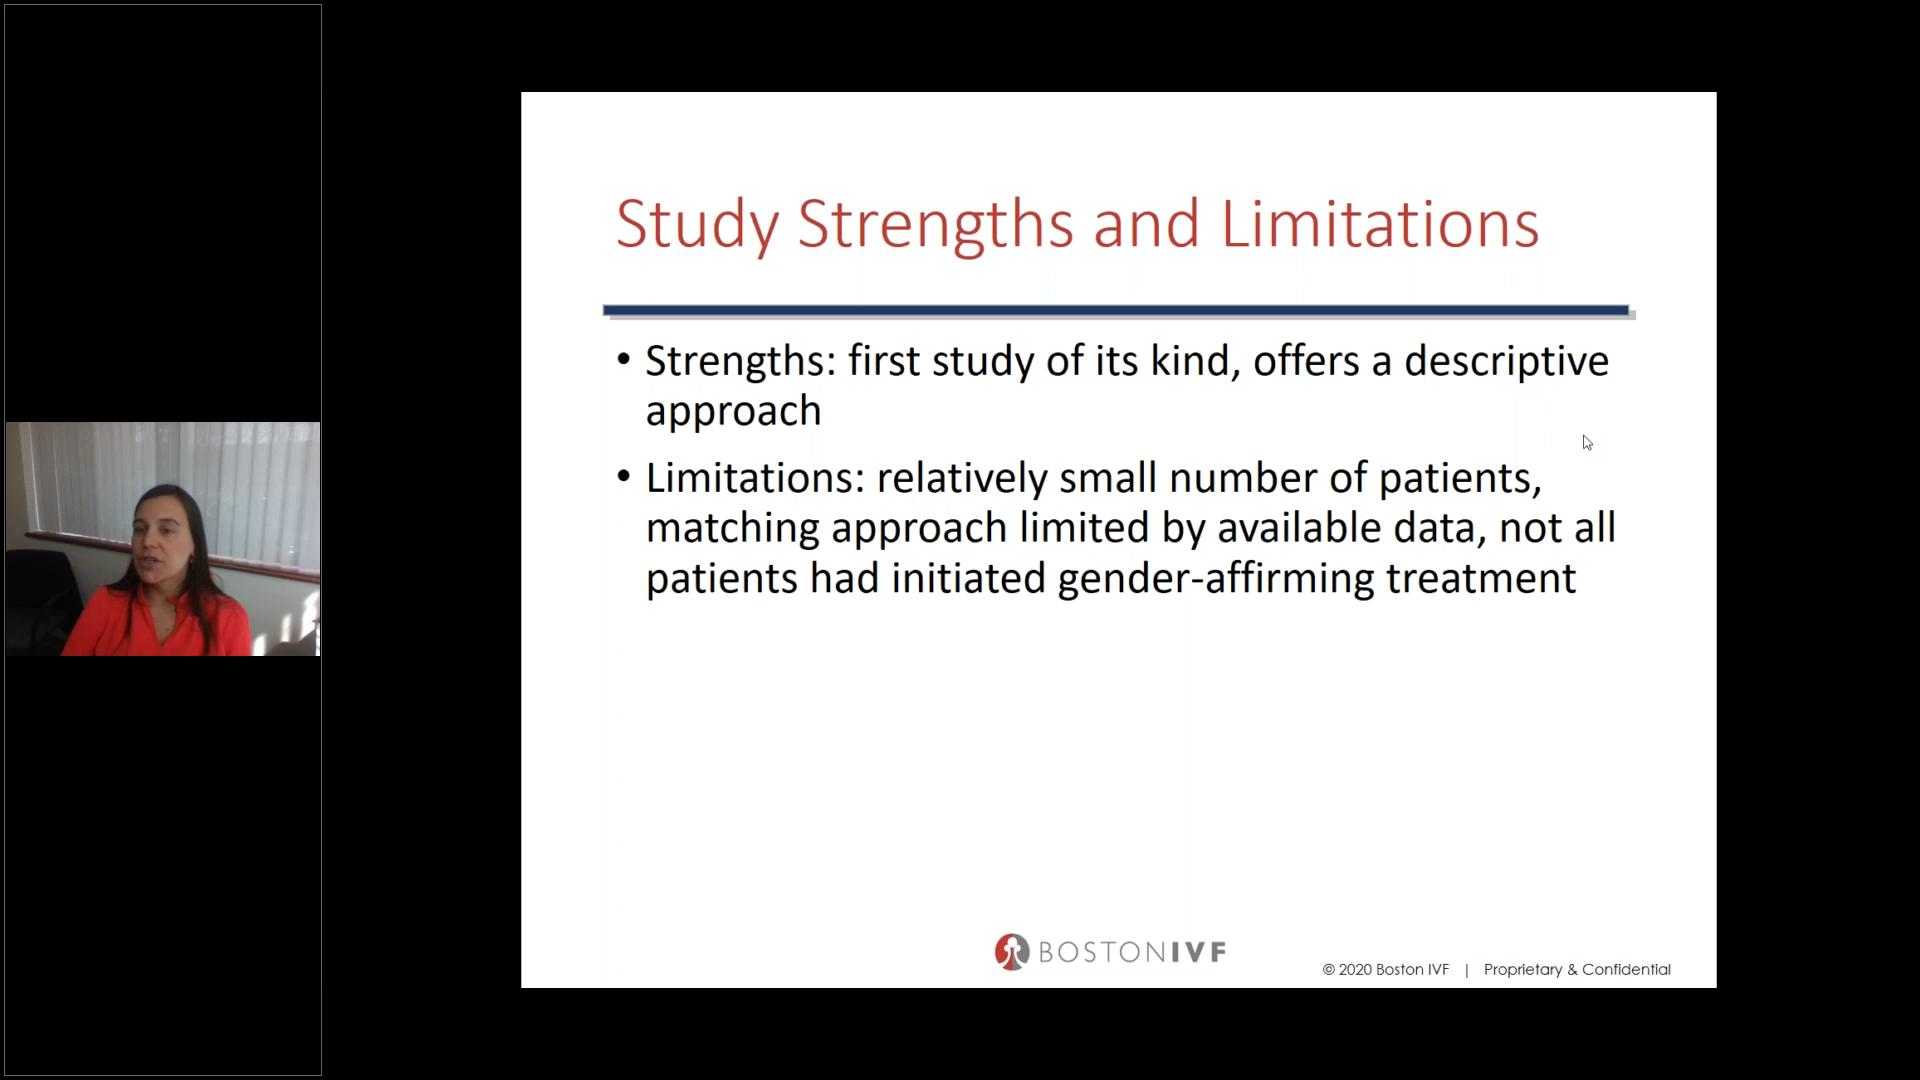 Study Strengths and Limitations
• Strengths: first study of its kind, offers a descriptive
approach
• Limitations: relatively small number of patients,
matching approach limited by available data, not all
patients had initiated gender-affirming treatment
BOSTONIVF
© 2020 Boston IVF | Proprietary & Confidential